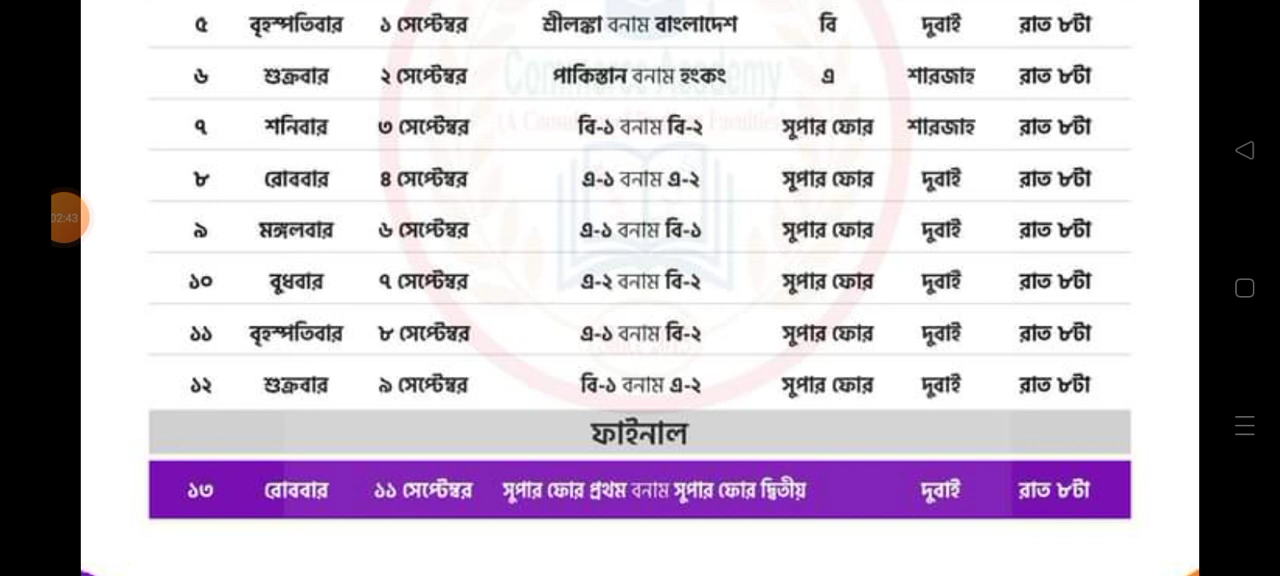 ৫ বৃহস্পতিবার ১ সেপ্টেম্বর শ্রীলঙ্কা বনাম বাংলাদেশ বি দুবাই রাত ৮টা
৬ শুক্রবার ২ সেপ্টেম্বর পাকিস্তান বনাম হংকং এ শারজাহ রাত ৮টা
৭ শনিবার ৩ সেপ্টেম্বর বি-১ বনাম বি-২ সুপার ফোর শারজাহ রাত ৮টা
02:43
৮ রোববার ৪ সেপ্টেম্বর এ-১ বনাম এ-২ সুপার ফোর দুবাই রাত ৮টা
৯ মঙ্গলবার ৬ সেপ্টেম্বর এ-১ বনাম বি-১ সুপার ফোর দুবাই রাত ৮টা
১০ বুধবার ৭ সেপ্টেম্বর এ-২ বনাম বি-২ সুপার ফোর দুবাই রাত ৮টা
১১ বৃহস্পতিবার ৮ সেপ্টেম্বর এ-১ বনাম বি-২ সুপার ফোর দুবাই রাত ৮টা
১২ শুক্রবার ৯ সেপ্টেম্বর বি-১ বনাম এ-২ সুপার ফোর দুবাই রাত ৮টা
ফাইনাল
১৩ রোববার ১১ সেপ্টেম্বর সুপার ফোর প্রথম বনাম সুপার ফোর দ্বিতীয় দুবাই রাত ৮টা